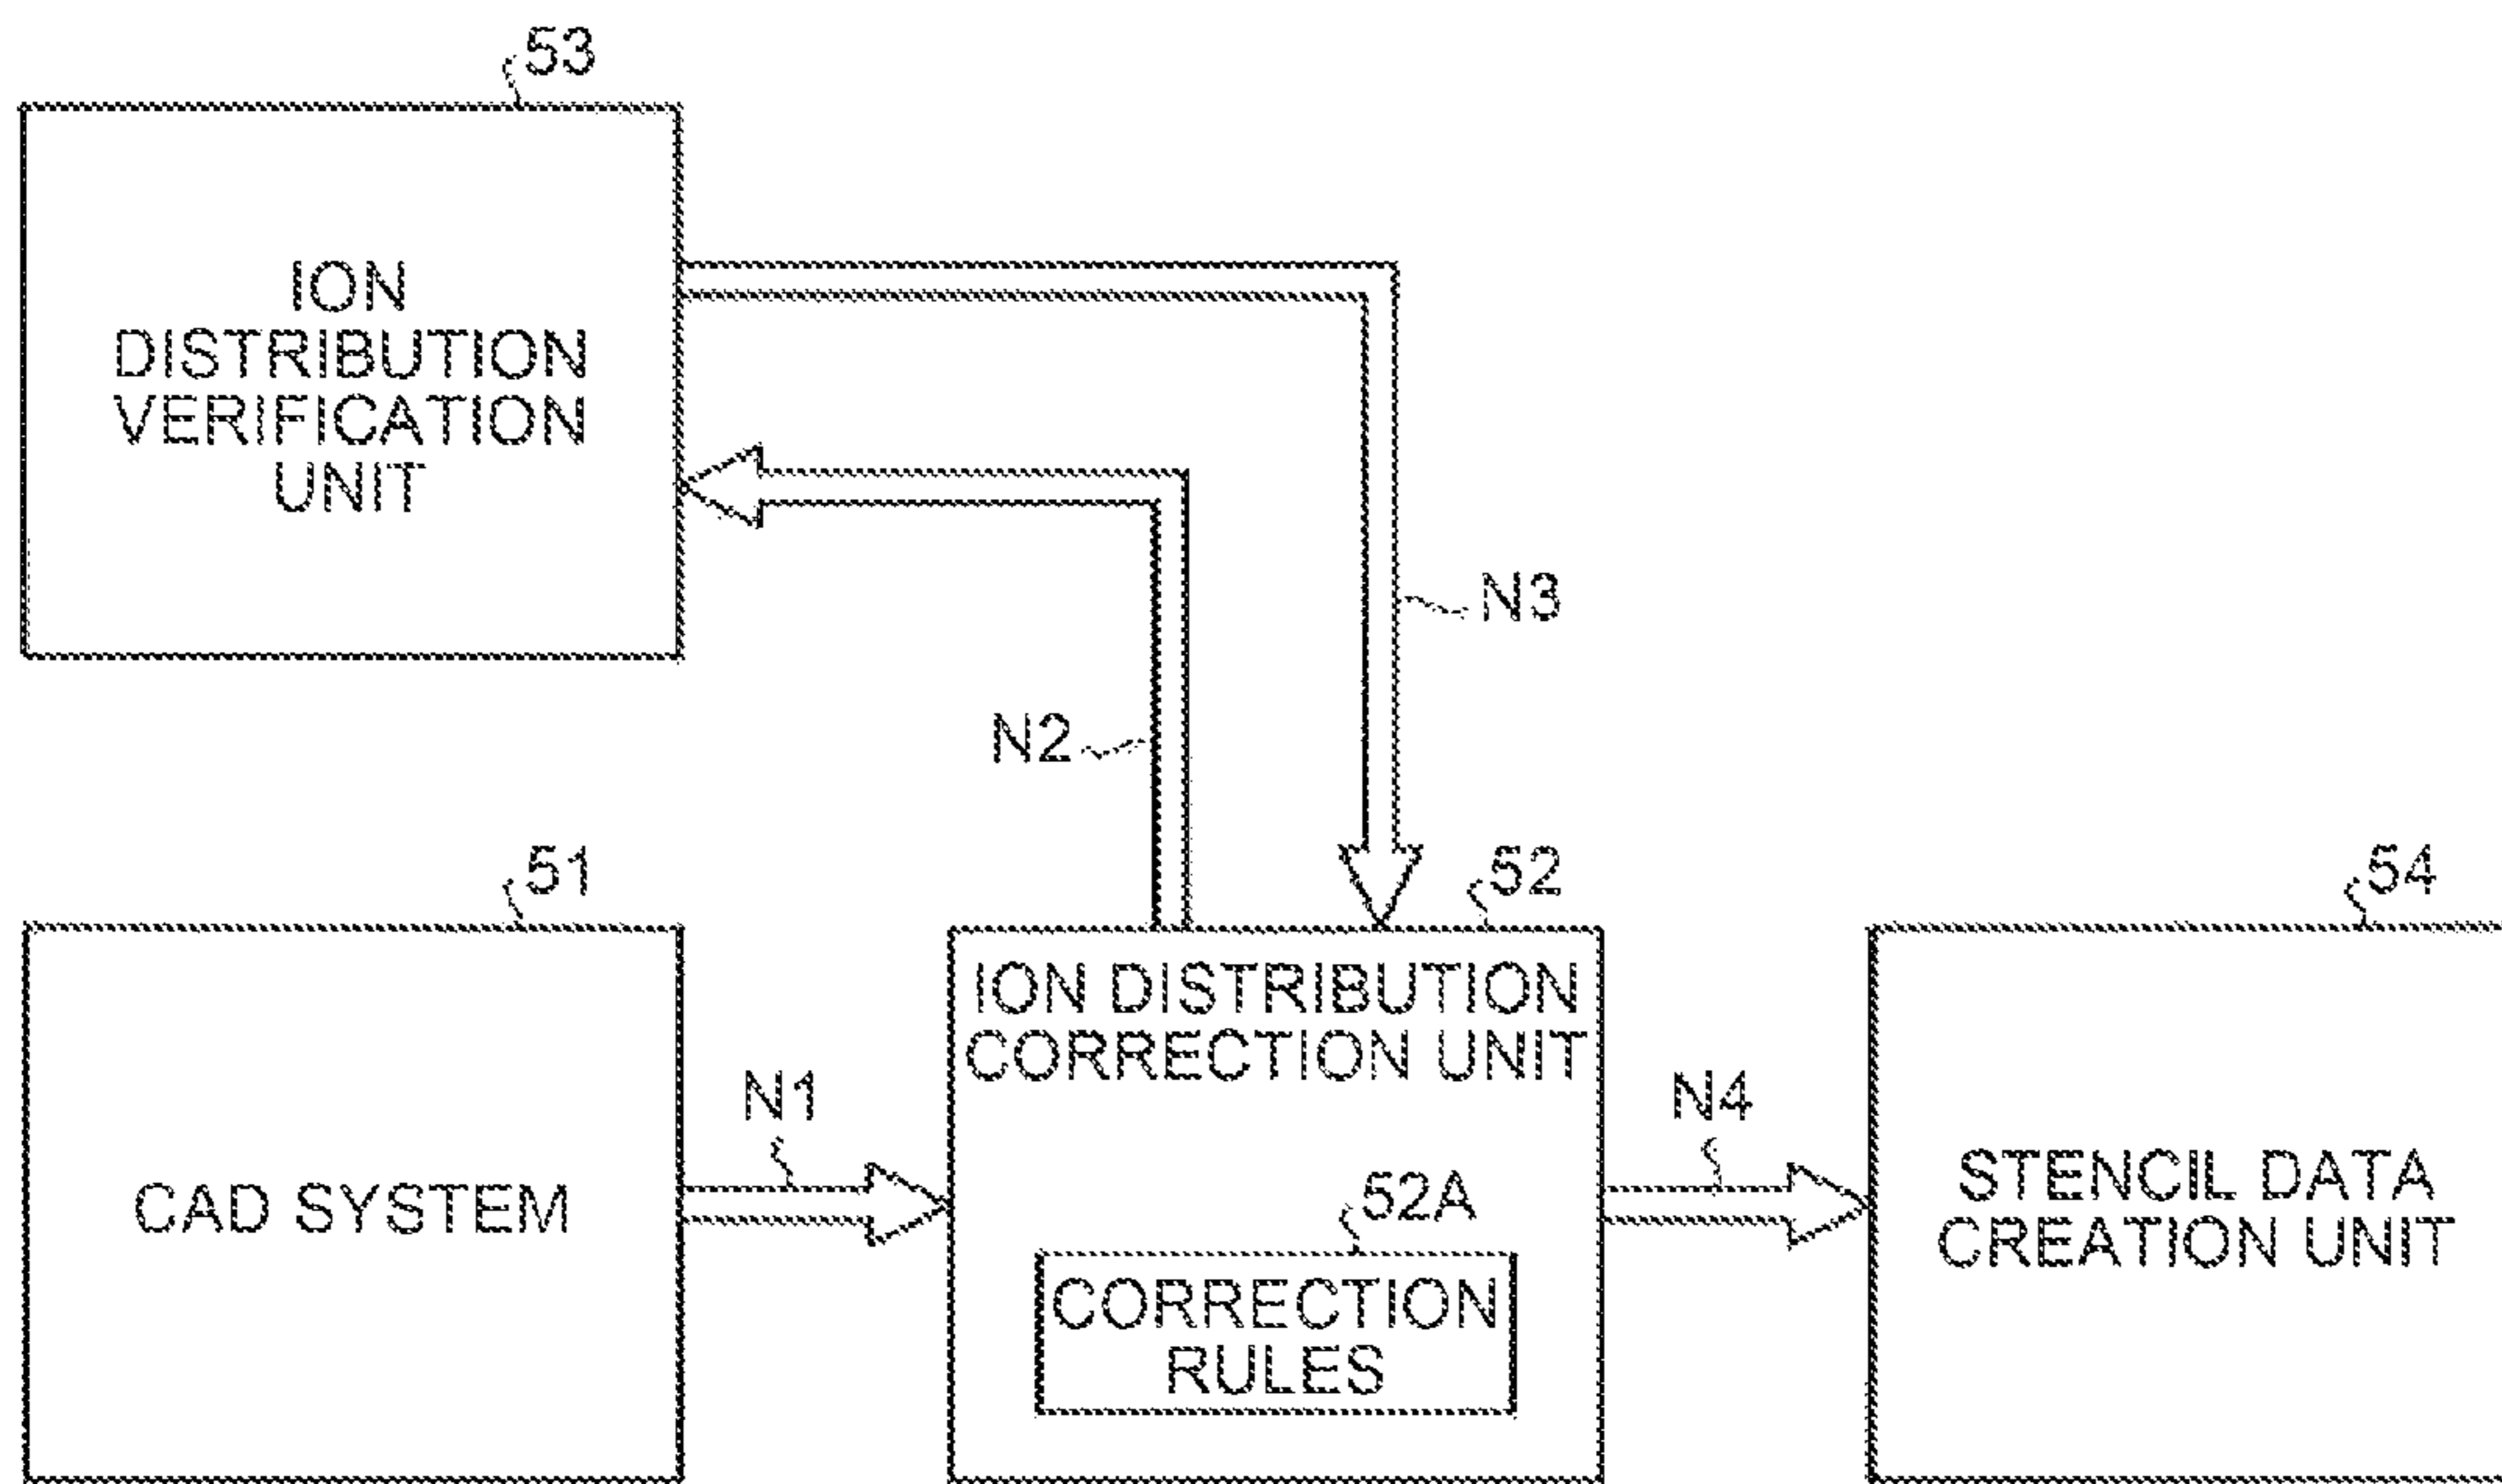 53
ION
DISTRIBUTION
VERIFICATION
UNIT
N3
N2
51
52
54
ION DISTRIBUTION
CORRECTION UNIT
N1
N4
CAD SYSTEM
52A
STENCIL DATA
CREATION UNIT
CORRECTION
RULES